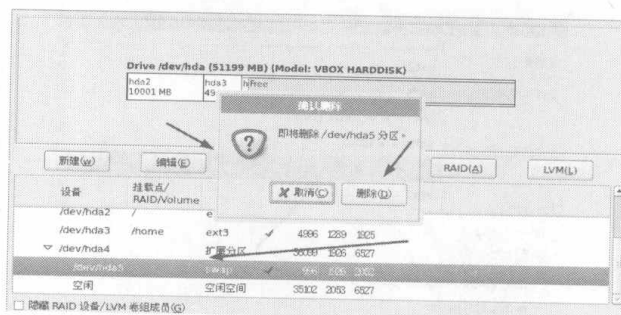 Drive /dev/hda (51199 MB) (Model: VBOX HARDDISK)
hda2 hda3 Free
10001 MB 49
确认删除
即将删除 /dev/hda5 分区。
取消(C) 删除(D)
新建(w) 编辑(E) RAID(A) LVM(L)
设备 挂载点/
RAID/Volume
/dev/hda2 /
/dev/hda3 /home ext3 ✓ 4996 1289 1925
/dev/hda4 扩展分区 1926 6527
/dev/hda5 swap ✓
空闲 空闲空间 35102 2053 6527
隐藏 RAID 设备/LVM 卷组成员(G)